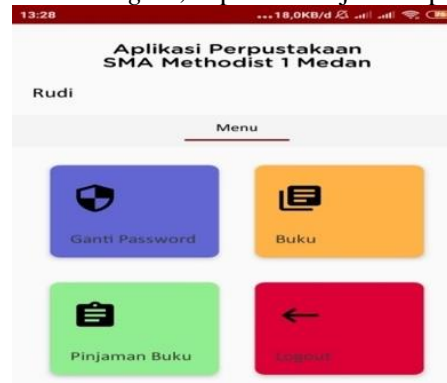 13:28 ...18,0KB/d
Aplikasi Perpustakaan
SMA Methodist 1 Medan
Rudi
Menu
Ganti Password Buku
Pinjaman Buku Logout